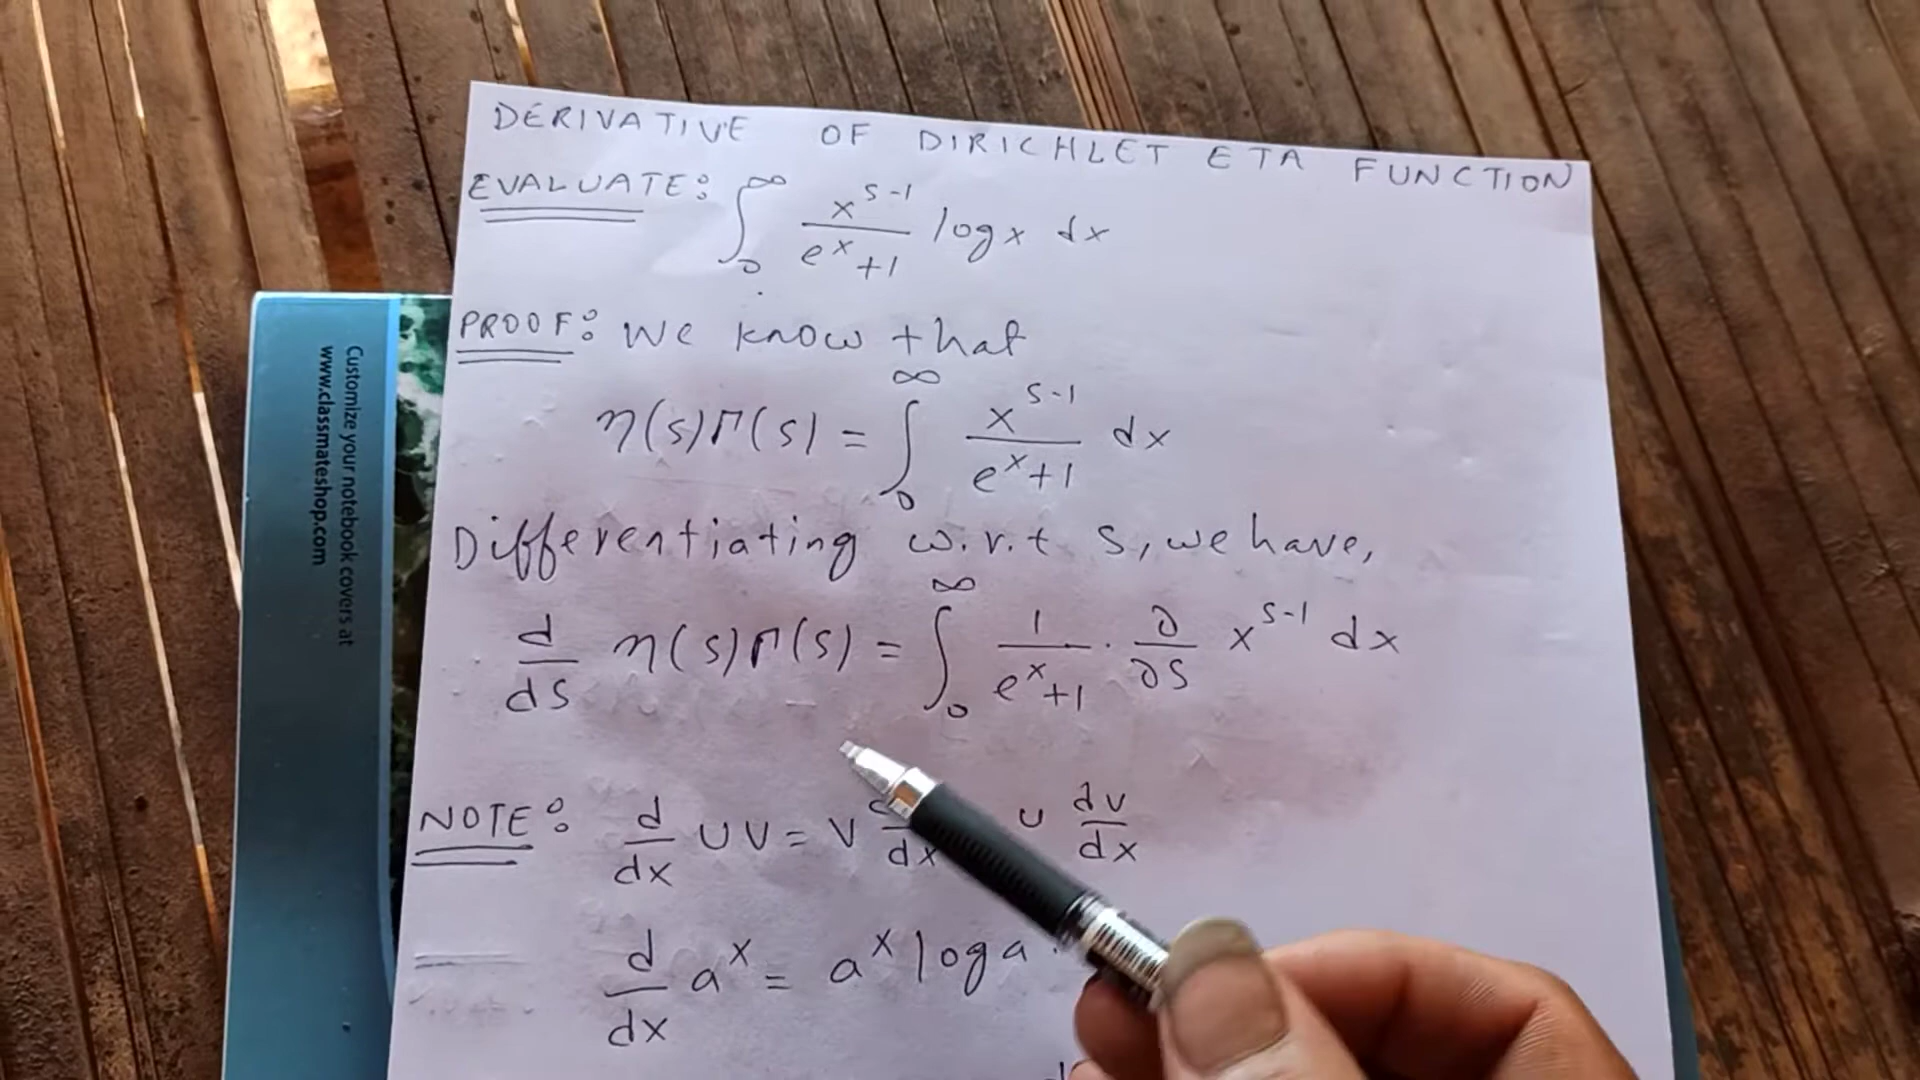 DERIVATIVE OF DIRICHLET ETA FUNCTION
EVALUATE: ∫₀^∞ x^(s-1)/(e^x+1) log x dx
PROOF: We know that
η(s)Γ(s) = ∫₀^∞ x^(s-1)/(e^x+1) dx
Differentiating w.r.t s, we have,
d/ds η(s)Γ(s) = ∫₀^∞ 1/(e^x+1) · ∂/∂s x^(s-1) dx
NOTE: d/dx UV = V /dx U dv/dx
d/dx a^x = a^x log a
Customize your notebook covers at
www.classmateshop.com